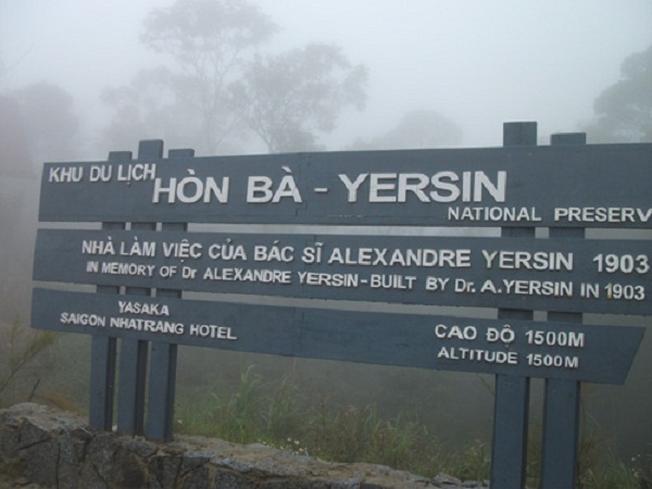 KHU DU LỊCH
HÒN BÀ - YERSIN
NATIONAL PRESERV
NHÀ LÀM VIỆC CỦA BÁC SĨ ALEXANDRE YERSIN 1903
IN MEMORY OF Dr ALEXANDRE YERSIN - BUILT BY Dr. A.YERSIN IN 1903
YASAKA
SAIGON NHATRANG HOTEL
CAO ĐỘ 1500M
ALTITUDE 1500M